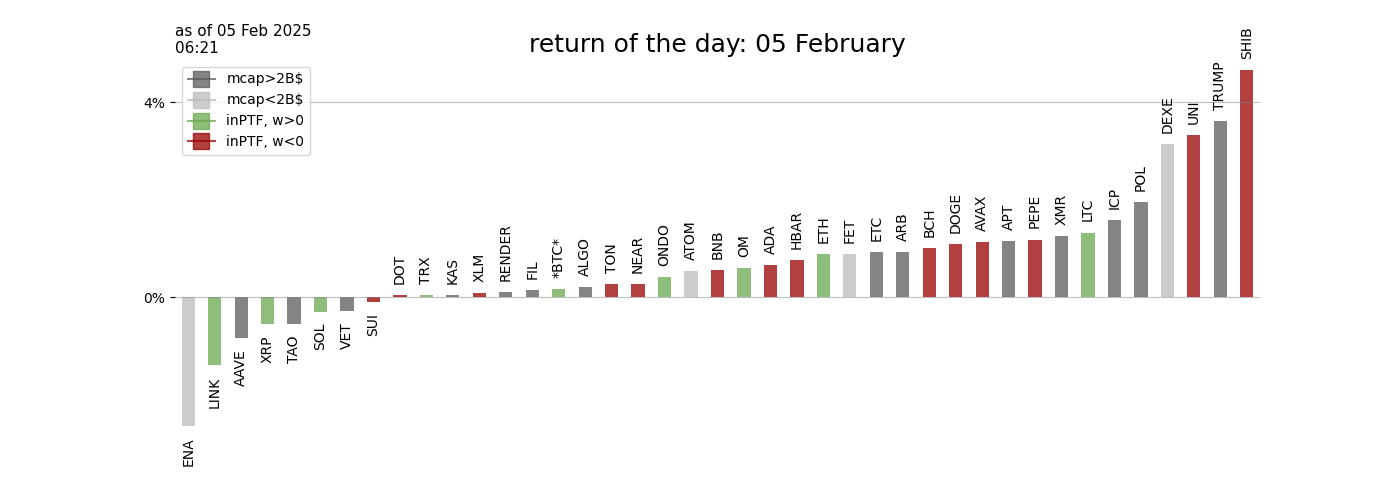 as of 05 Feb 2025
06:21
return of the day: 05 February
mcap>2B$
mcap<2B$
inPTF, w>0
inPTF, w<0
4%
0%
ENA
LINK
AAVE
XRP
TAO
SOL
VET
SUI
DOT
TRX
KAS
XLM
RENDER
FIL
*BTC*
ALGO
TON
NEAR
ONDO
ATOM
BNB
OM
ADA
HBAR
ETH
FET
ETC
ARB
BCH
DOGE
AVAX
APT
PEPE
XMR
LTC
ICP
POL
DEXE
UNI
TRUMP
SHIB